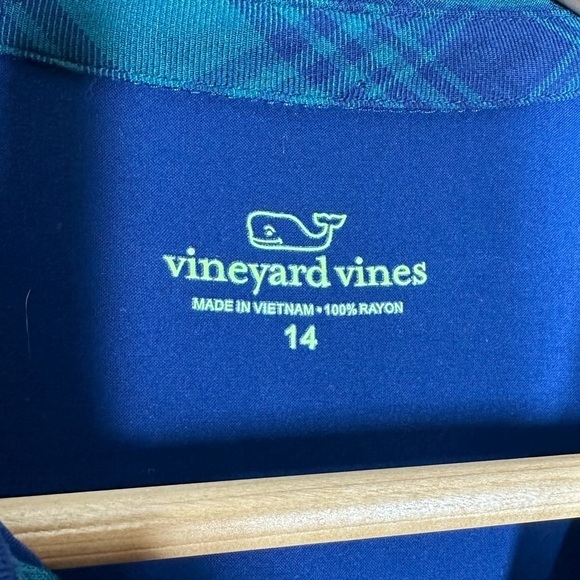 vineyard vines
MADE IN VIETNAM • 100% RAYON
14